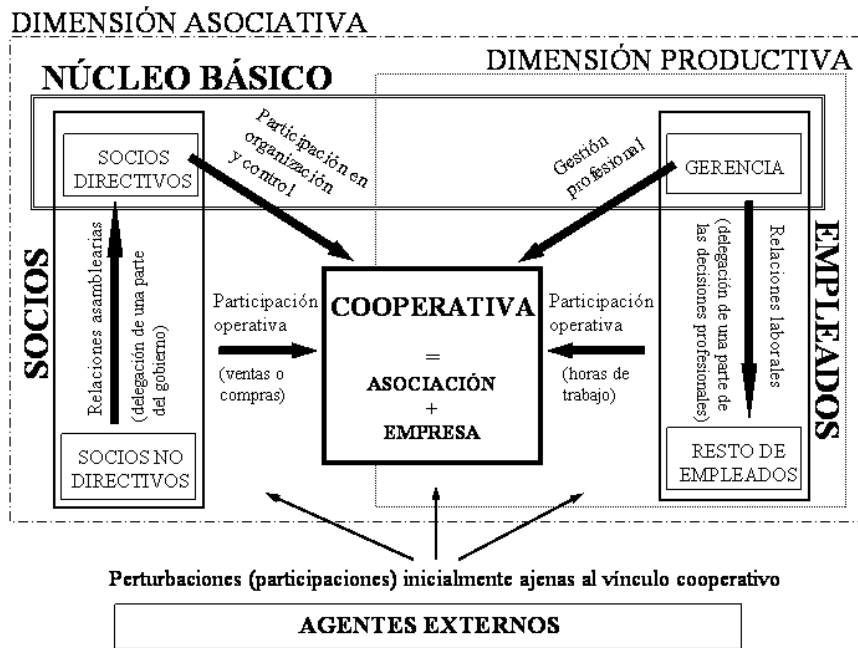 DIMENSIÓN ASOCIATIVA
DIMENSIÓN PRODUCTIVA
NÚCLEO BÁSICO
SOCIOS
DIRECTIVOS
Participación en
organización
y control
Gestión
profesional
GERENCIA
SOCIOS
Relaciones asamblearias
(delegación de una parte
del gobierno)
Participación
operativa
(ventas o
compras)
COOPERATIVA
=
ASOCIACIÓN
+
EMPRESA
Participación
operativa
(horas de
trabajo)
(delegación de una parte de
las decisiones profesionales)
Relaciones laborales
EMPLEADOS
SOCIOS NO
DIRECTIVOS
RESTO DE
EMPLEADOS
Perturbaciones (participaciones) inicialmente ajenas al vínculo cooperativo
AGENTES EXTERNOS